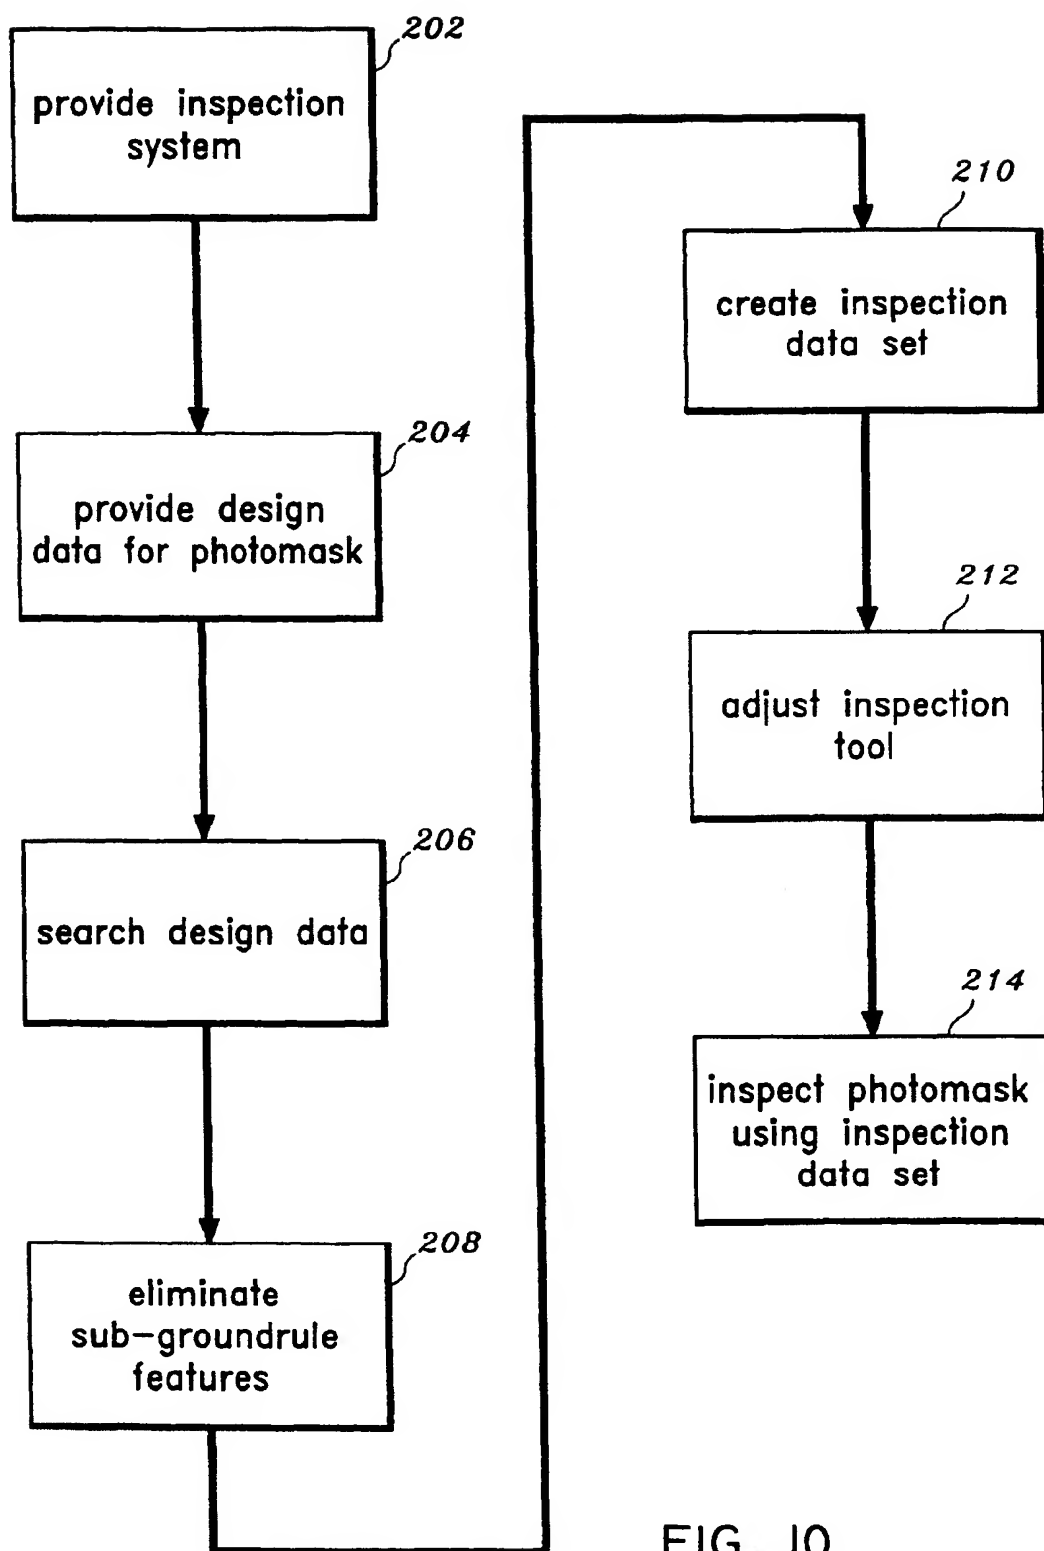 202
provide inspection
system
204
provide design
data for photomask
206
search design data
208
eliminate
sub-groundrule
features
210
create inspection
data set
212
adjust inspection
tool
214
inspect photomask
using inspection
data set
FIG. 10